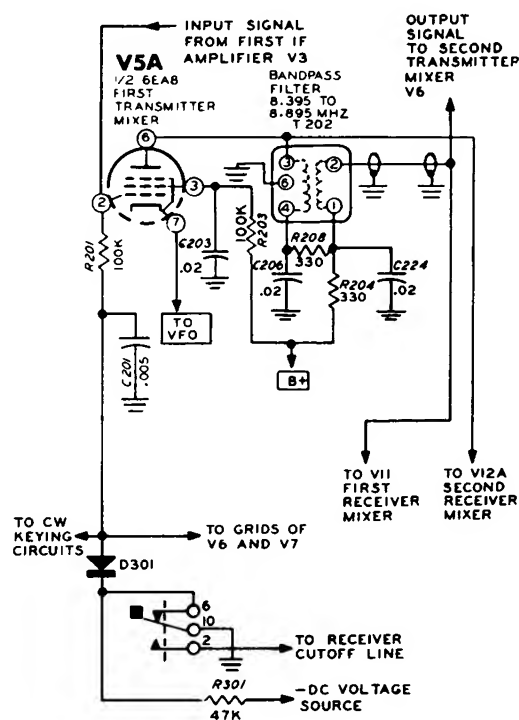 INPUT SIGNAL
FROM FIRST IF
AMPLIFIER V3
OUTPUT
SIGNAL
TO SECOND
TRANSMITTER
MIXER
V6
V5A
1/2 6EA8
FIRST
TRANSMITTER
MIXER
BANDPASS
FILTER
8.395 TO
8.895 MHZ
T 202
6
2
3
7
3
6
4
2
1
R201
100K
C203
.02
100K
R203
R208
330
C206
.02
R204
330
C224
.02
TO
VFO
C201
.005
B+
TO V11
FIRST
RECEIVER
MIXER
TO V12A
SECOND
RECEIVER
MIXER
TO CW
KEYING
CIRCUITS
TO GRIDS OF
V6 AND V7
D301
6
10
2
TO RECEIVER
CUTOFF LINE
R301
47K
-DC VOLTAGE
SOURCE